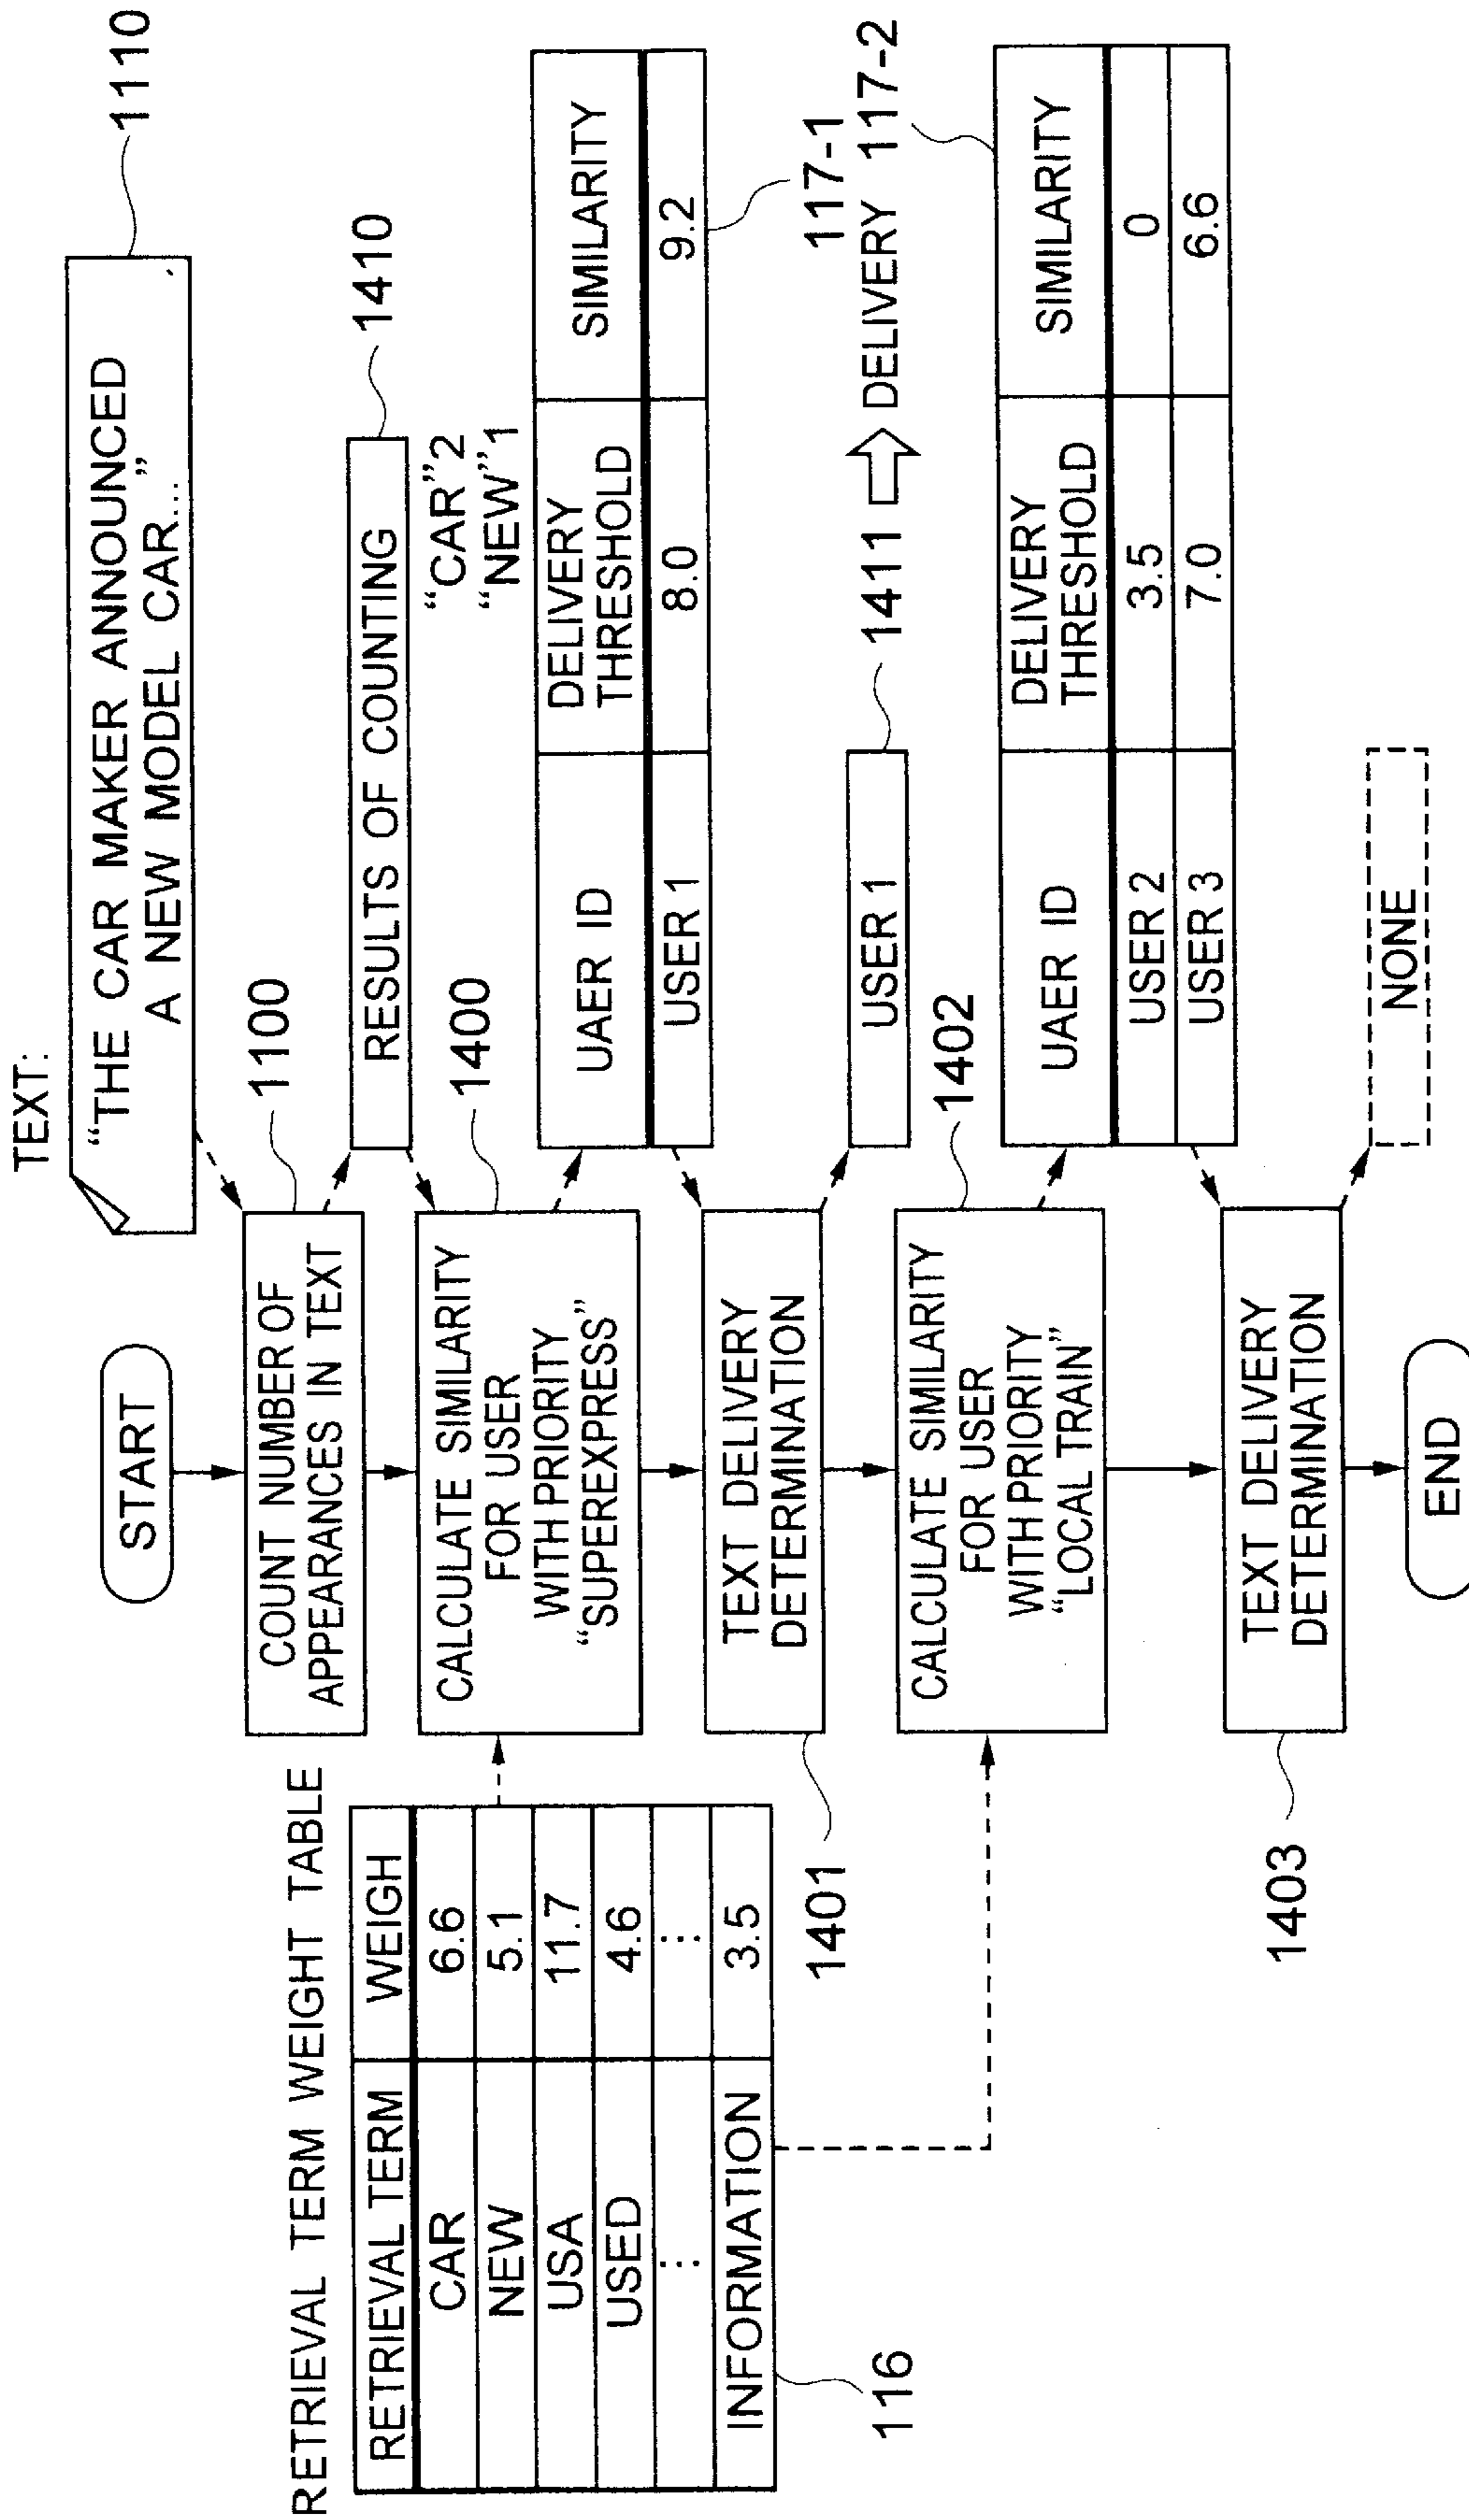 TEXT:
“THE CAR MAKER ANNOUNCED
A NEW MODEL CAR...”
1110
START
1100
COUNT NUMBER OF
APPEARANCES IN TEXT
RESULTS OF COUNTING
1410
“CAR”2
“NEW”1
RETRIEVAL TERM WEIGHT TABLE
RETRIEVAL TERM WEIGH
CAR 6.6
NEW 5.1
USA 11.7
USED 4.6
⋮ ⋮
INFORMATION 3.5
116
1400
CALCULATE SIMILARITY
FOR USER
WITH PRIORITY
“SUPEREXPRESS”
UAER ID DELIVERY THRESHOLD SIMILARITY
USER 1 8.0 9.2
117-1
1401
TEXT DELIVERY
DETERMINATION
USER 1
1411
DELIVERY
1402
CALCULATE SIMILARITY
FOR USER
WITH PRIORITY
“LOCAL TRAIN”
117-2
UAER ID DELIVERY THRESHOLD SIMILARITY
USER 2 3.5 0
USER 3 7.0 6.6
1403
TEXT DELIVERY
DETERMINATION
NONE
END